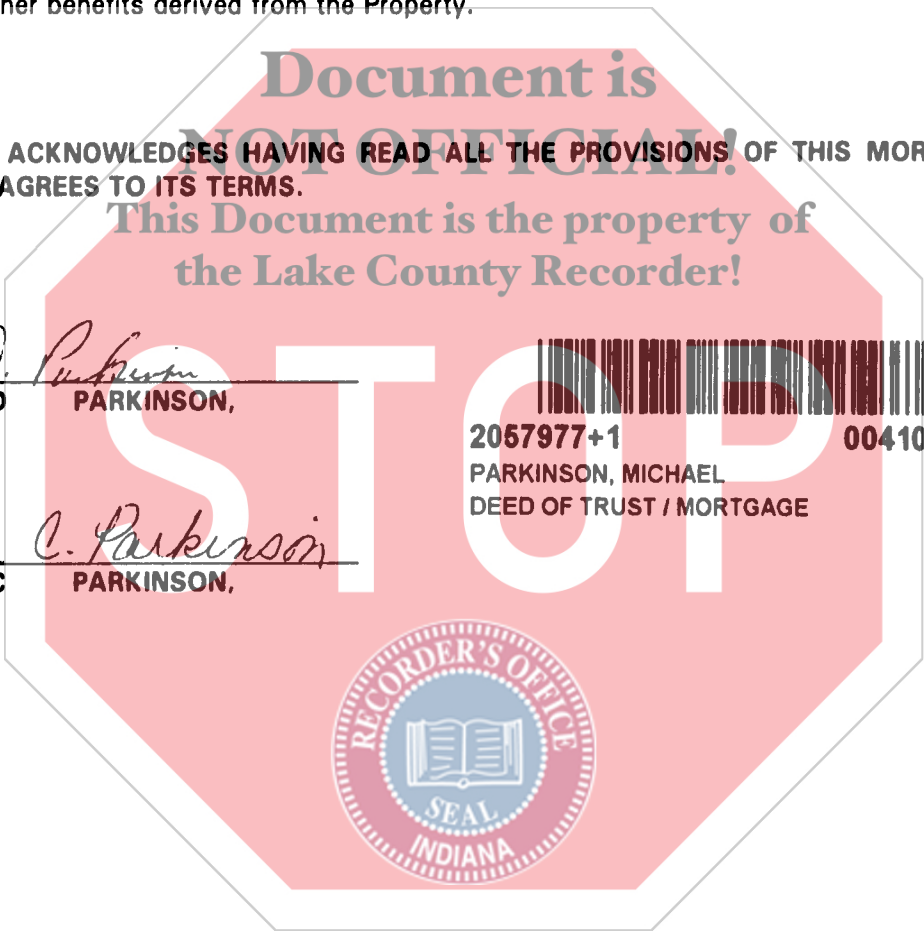 her benefits derived from the Property.
Document is
NOT OFFICIAL!
ACKNOWLEDGES HAVING READ ALL THE PROVISIONS OF THIS MOR
AGREES TO ITS TERMS.
This Document is the property of
the Lake County Recorder!
STOP
Parkinson
PARKINSON,
2057977+1 00410
PARKINSON, MICHAEL
DEED OF TRUST / MORTGAGE
C. Parkinson
PARKINSON,
RECORDER'S OFFICE
SEAL
INDIANA